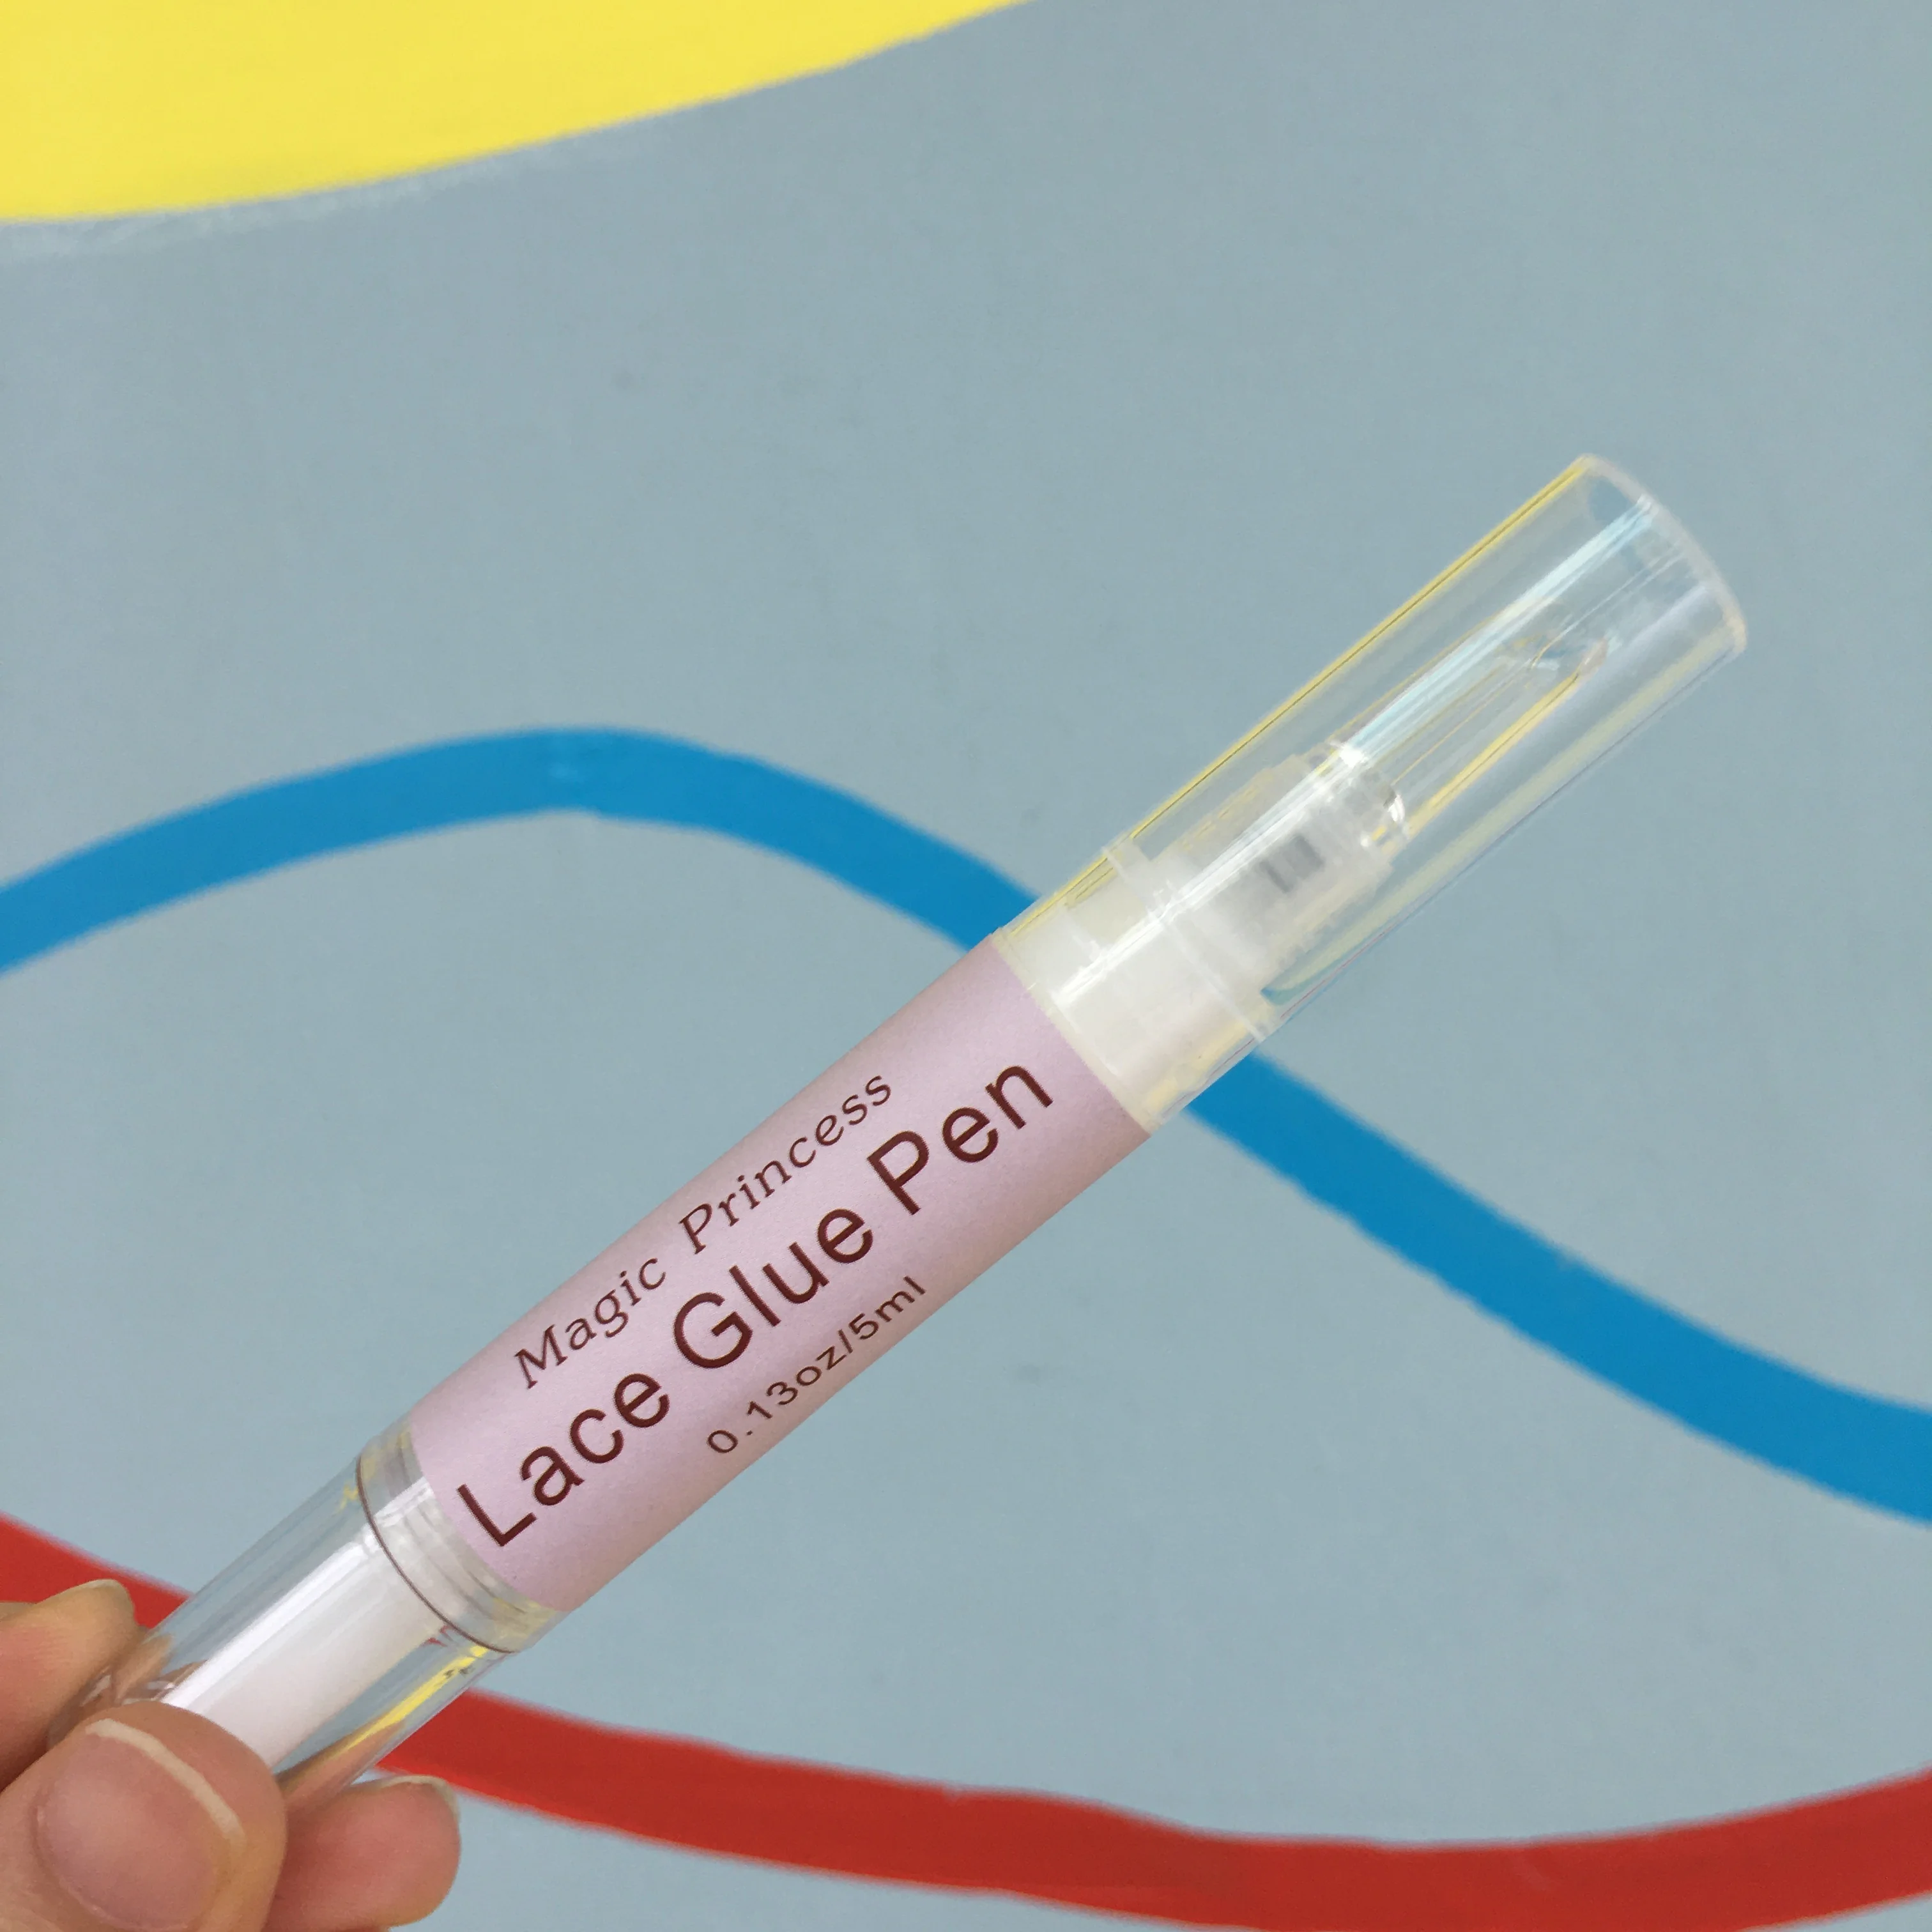 Magic Princess
Lace Glue Pen
0.13oz/5ml